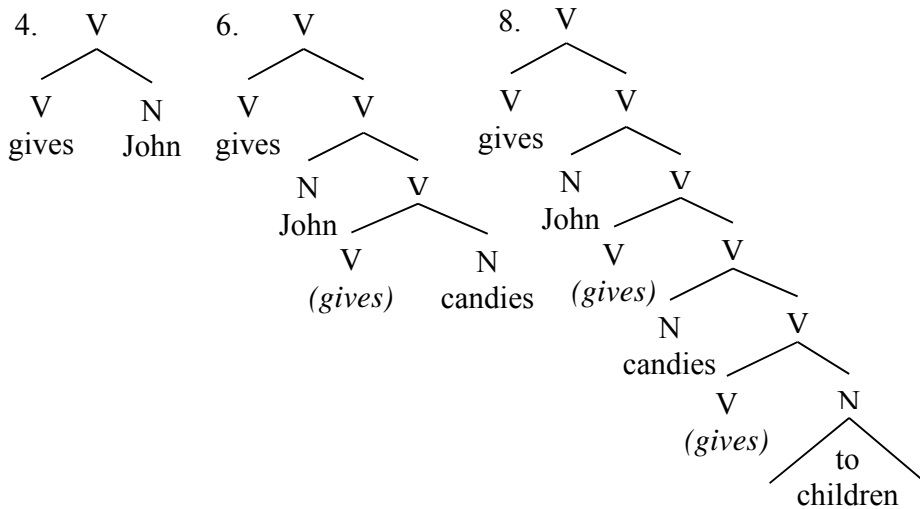 4. V 6. V 8. V
V N V V V V
gives John gives gives
N V N V
John John
V N V V
(gives) candies (gives)
N V
candies
V N
(gives) to
children